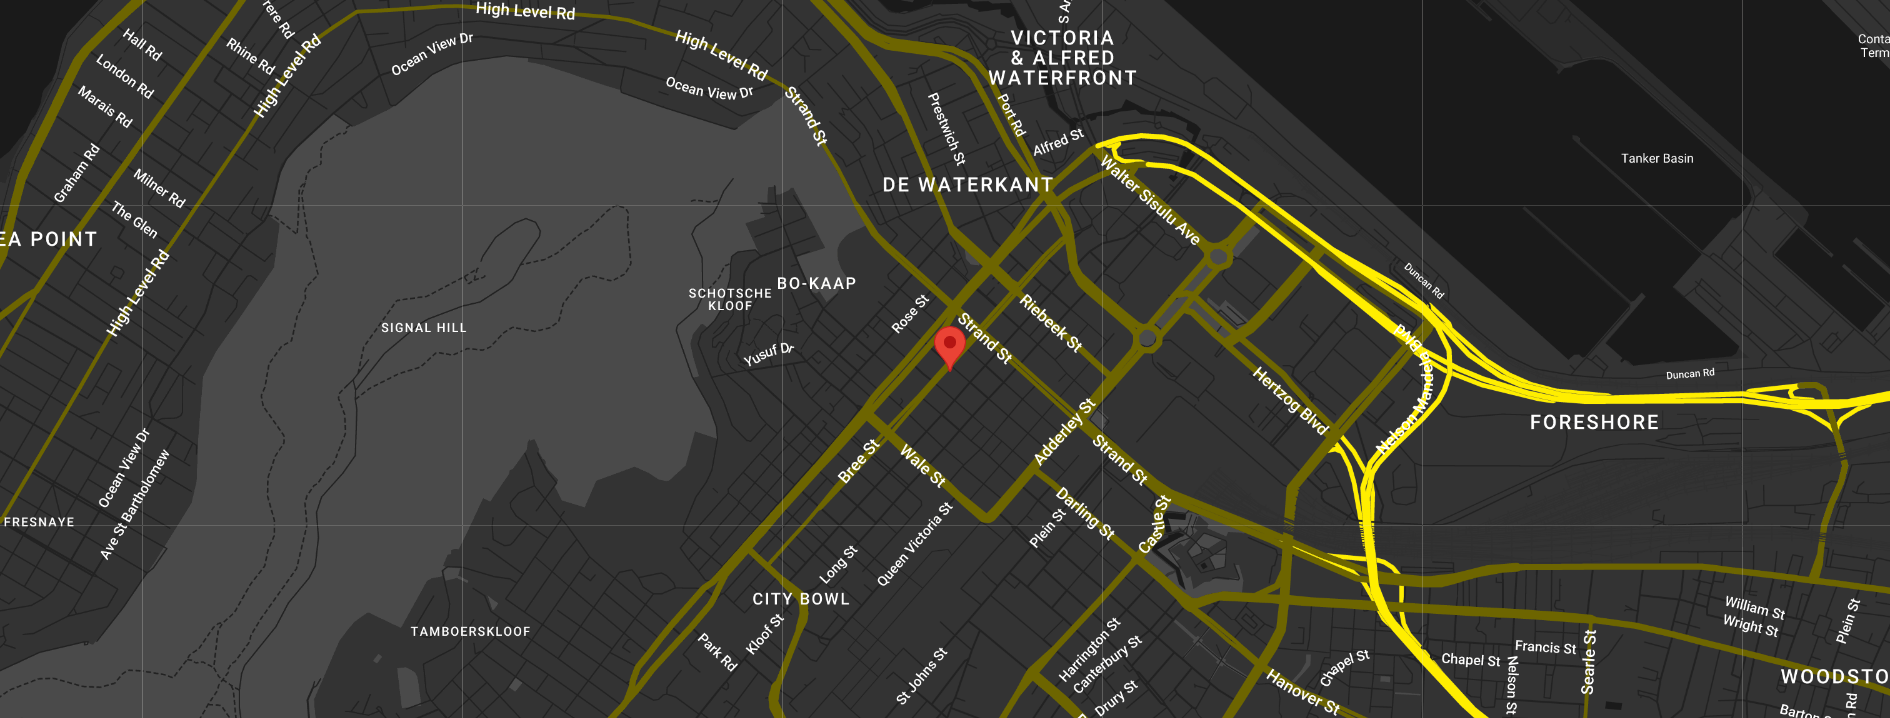 High Level Rd
Hall Rd
Rhine Rd
High Level Rd
Ocean View Dr
High Level Rd
VICTORIA
& ALFRED
WATERFRONT
London Rd
Marais Rd
Ocean View Dr
Strand St
Prestwich St
Port Rd
Alfred St
Tanker Basin
Graham Rd
Milner Rd
The Glen
DE WATERKANT
Walter Sisulu Ave
High Level Rd
BO-KAAP
SCHOTSCHE
KLOOF
Duncan Rd
SIGNAL HILL
Rose St
Strand St
Riebeek St
Yusuf Dr
Hertzog Blvd
Nelson Mandela Blvd
Duncan Rd
FORESHORE
Adderley St
Bree St
Wale St
Strand St
Ocean View Dr
Ave St Bartholomew
FRESNAYE
Darling St
Castle St
Plein St
Queen Victoria St
Long St
CITY BOWL
TAMBOERSKLOOF
Park Rd
Kloof St
St Johns St
Harrington St
Canterbury St
Drury St
Hanover St
Chapel St
Chapel St
Nelson St
Francis St
Searle St
William St
Wright St
Plein St